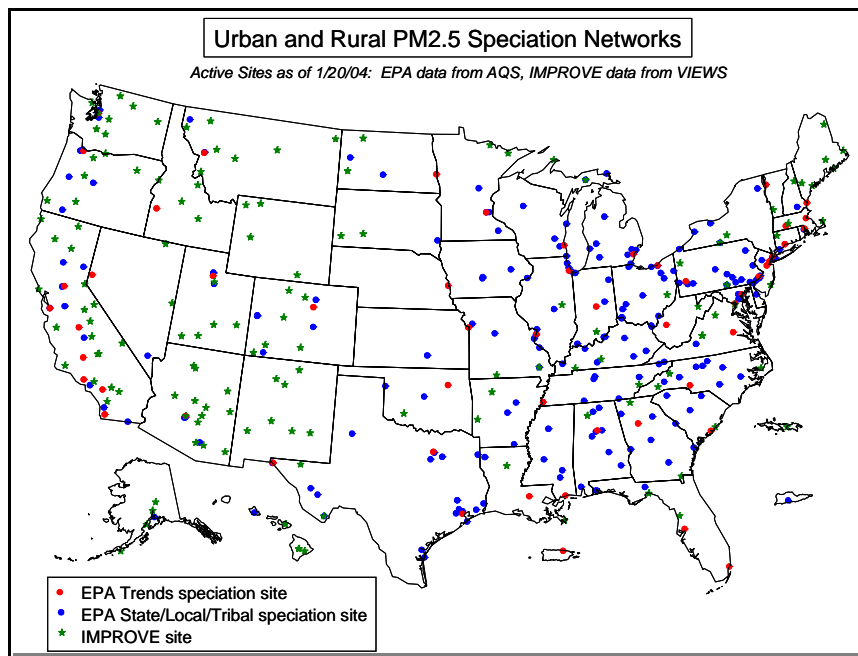 Urban and Rural PM2.5 Speciation Networks
Active Sites as of 1/20/04: EPA data from AQS, IMPROVE data from VIEWS
EPA Trends speciation site
EPA State/Local/Tribal speciation site
IMPROVE site